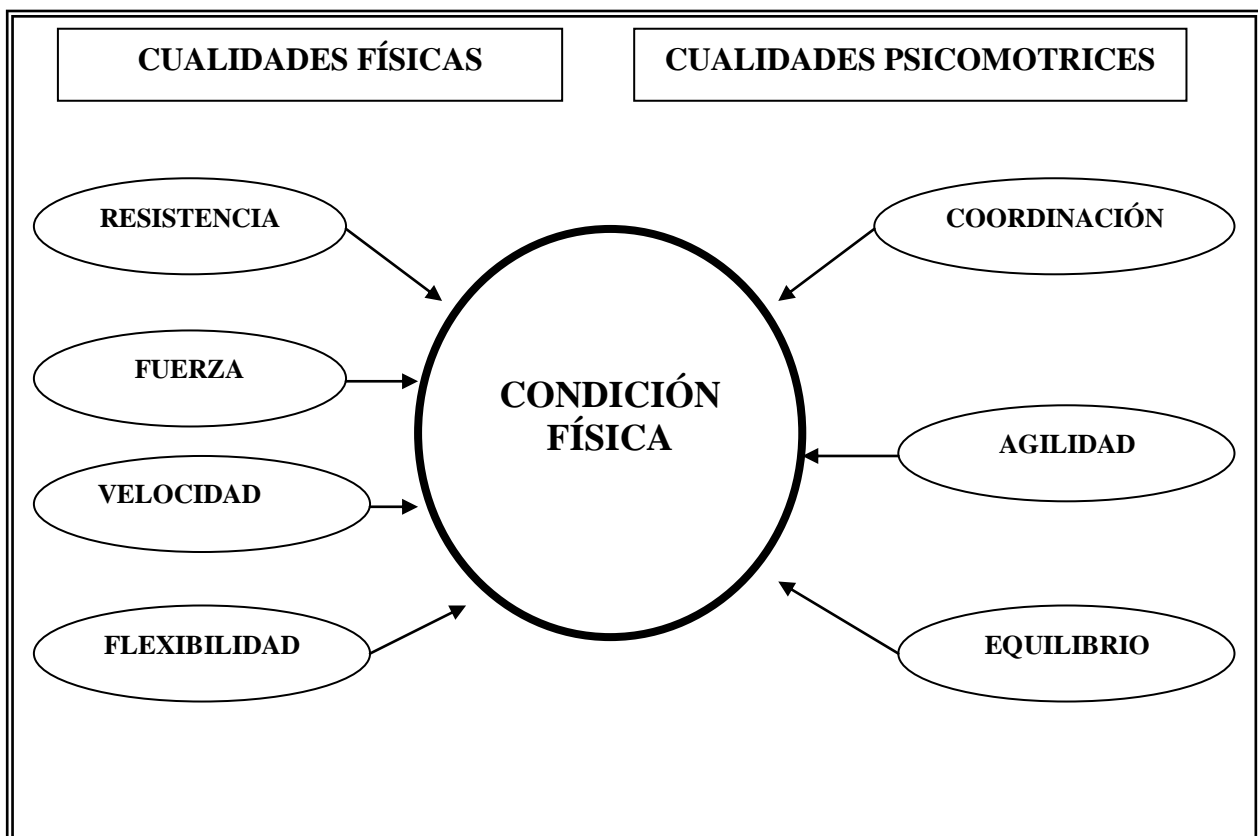 CUALIDADES FÍSICAS
CUALIDADES PSICOMOTRICES
RESISTENCIA
FUERZA
VELOCIDAD
FLEXIBILIDAD
CONDICIÓN
FÍSICA
COORDINACIÓN
AGILIDAD
EQUILIBRIO